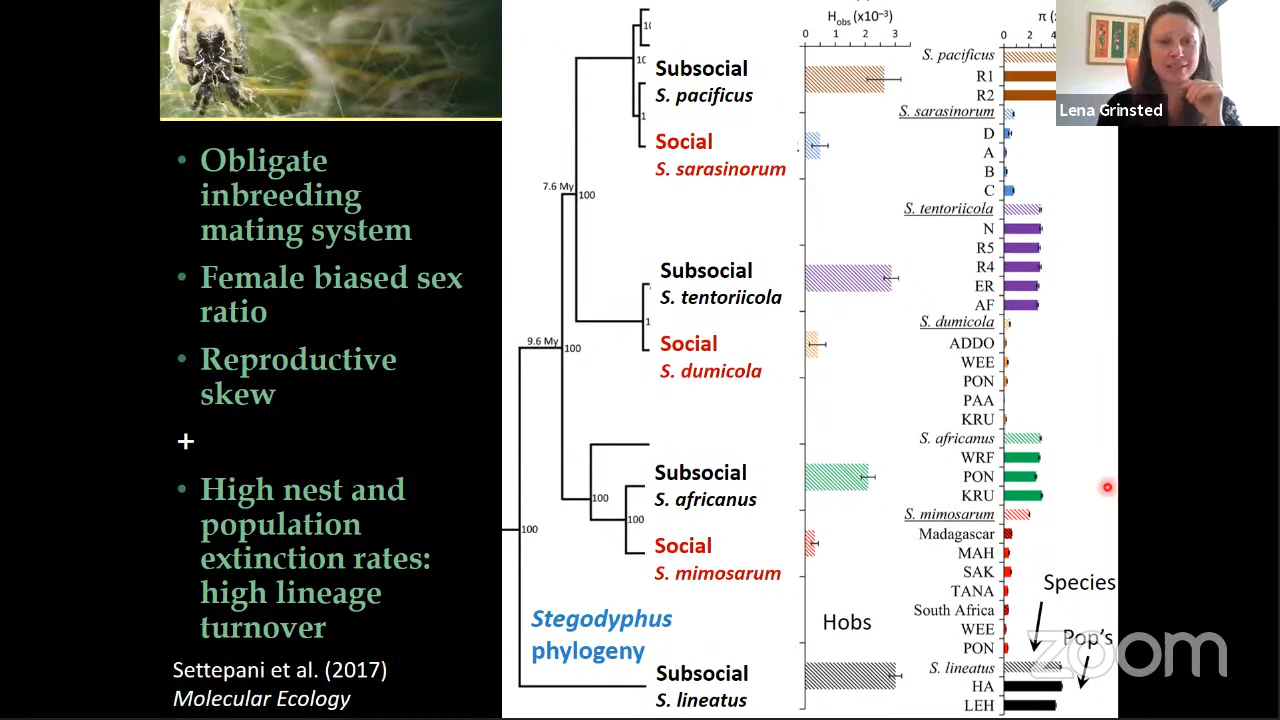 • Obligate
inbreeding
mating system
• Female biased sex
ratio
• Reproductive
skew
+
• High nest and
population
extinction rates:
high lineage
turnover
Settepani et al. (2017)
Molecular Ecology
Subsocial
S. pacificus
Social
S. sarasinorum
7.6 My
100
Subsocial
S. tentoriicola
Social
S. dumicola
9.6 My
100
Subsocial
S. africanus
100
100
Social
S. mimosarum
100
Stegodyphus
phylogeny
Subsocial
S. lineatus
Hobs (x10⁻³)
0 1 2 3
Hobs
π (
0 2 4
S. pacificus
R1
R2
S. sarasinorum
D
A
B
C
S. tentoriicola
N
R5
R4
ER
AF
S. dumicola
ADDO
WEE
PON
PAA
KRU
S. africanus
WRF
PON
KRU
S. mimosarum
Madagascar
MAH
SAK
TANA
South Africa
WEE
PON
S. lineatus
HA
LEH
Species
Pop's
Lena Grinsted
zoom